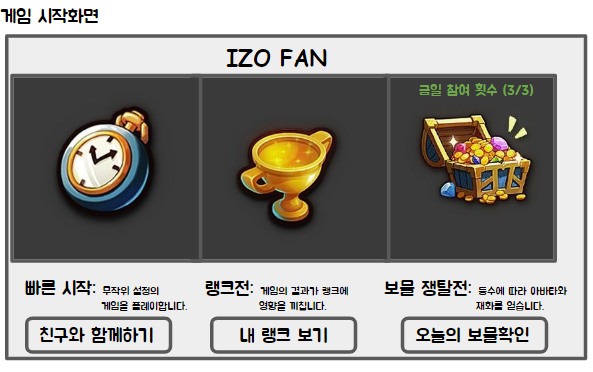 게임 시작화면
IZO FAN
금일 참여 횟수 (3/3)
빠른 시작: 무작위 설정의
게임을 플레이합니다.
랭크전: 게임의 결과가 랭크에
영향을 끼칩니다.
보물 쟁탈전: 등수에 따라 아바타와
재화를 얻습니다.
친구와 함께하기
내 랭크 보기
오늘의 보물확인